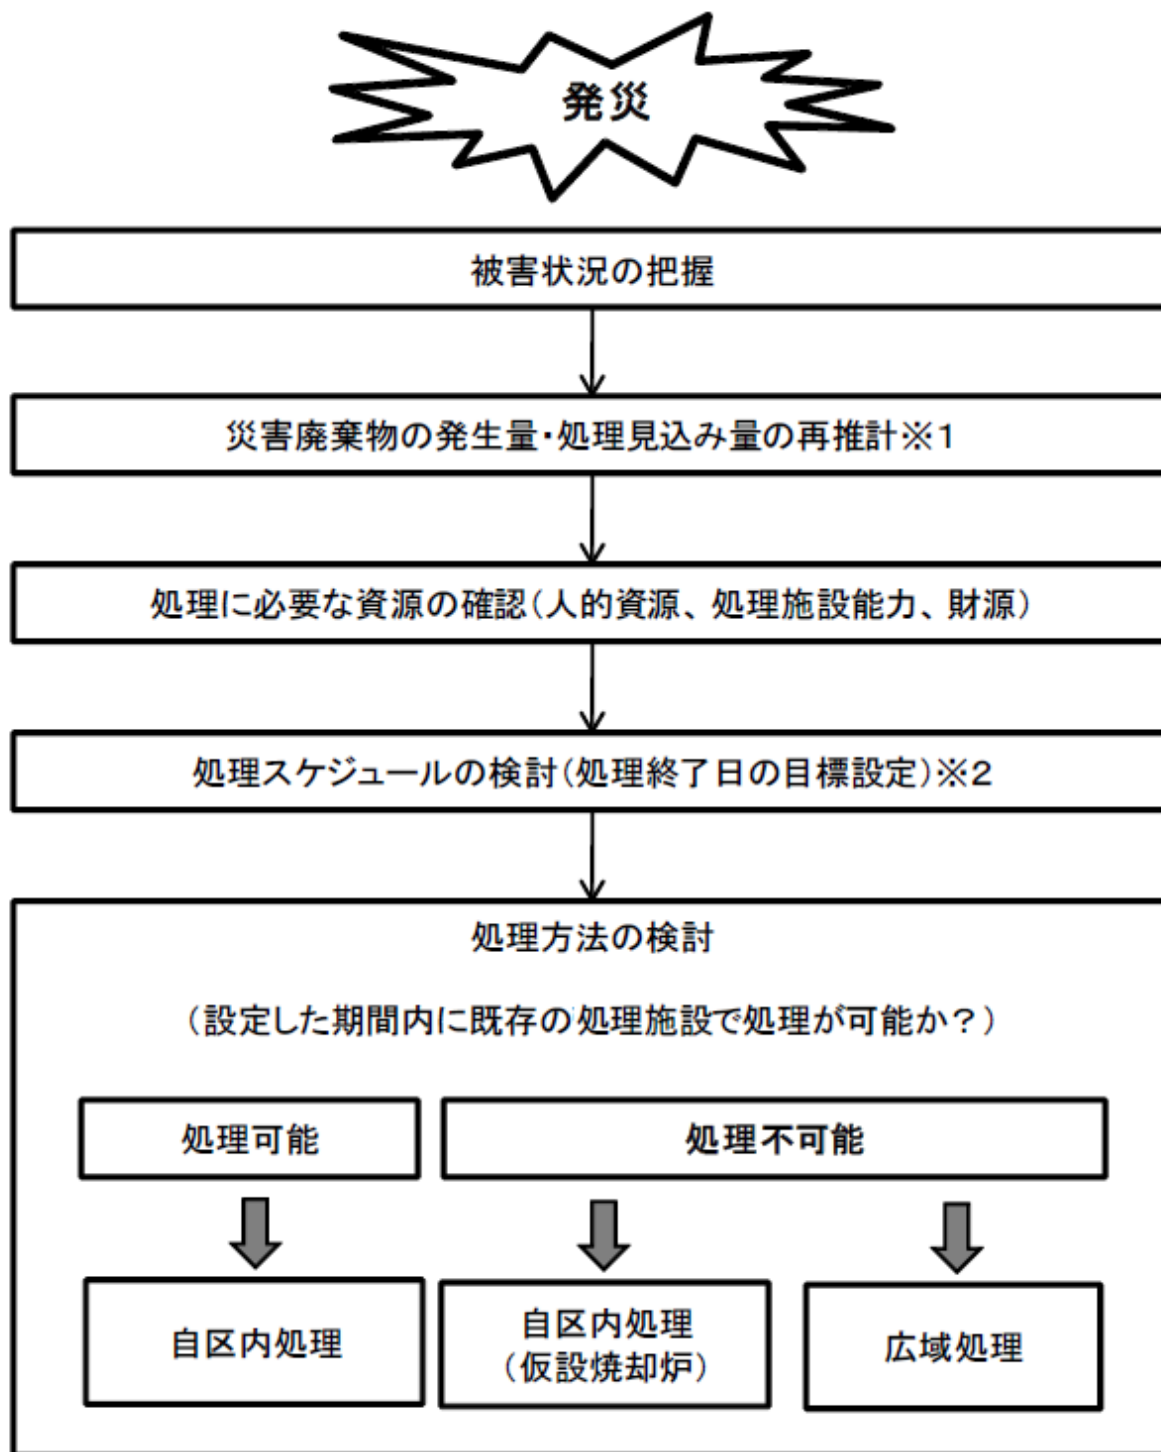 発災
被害状況の把握
災害廃棄物の発生量・処理見込み量の再推計※1
処理に必要な資源の確認（人的資源、処理施設能力、財源）
処理スケジュールの検討（処理終了日の目標設定）※2
処理方法の検討
（設定した期間内に既存の処理施設で処理が可能か？）
処理可能
処理不可能
自区内処理
自区内処理
（仮設焼却炉）
広域処理